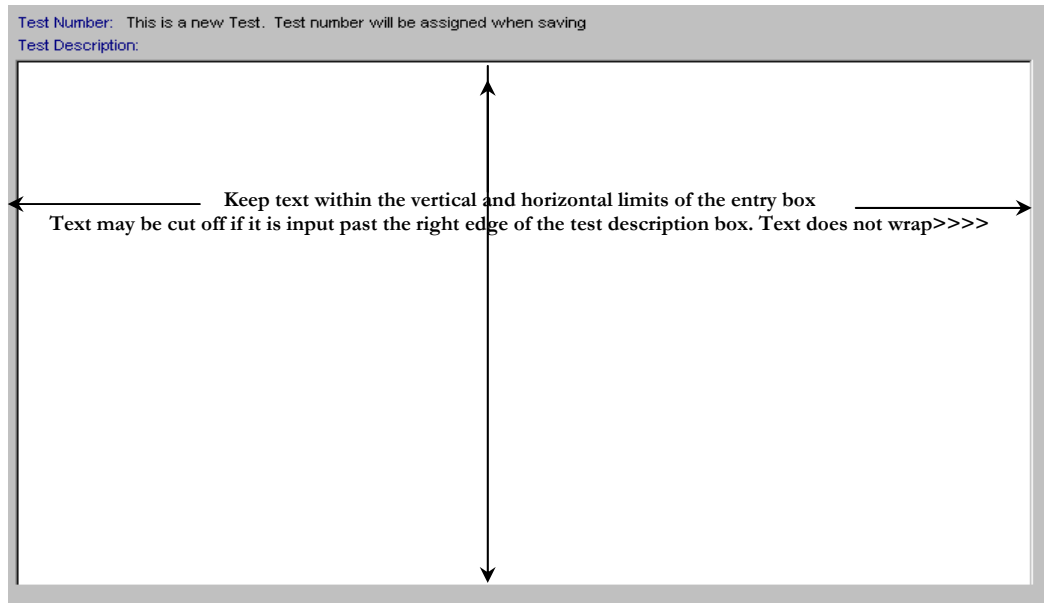 Test Number: This is a new Test. Test number will be assigned when saving
Test Description:
Keep text within the vertical and horizontal limits of the entry box
Text may be cut off if it is input past the right edge of the test description box. Text does not wrap>>>>